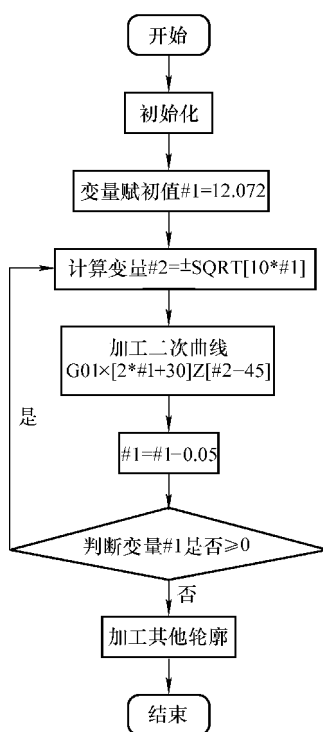 开始
初始化
变量赋初值#1=12.072
计算变量#2=±SQRT[10*#1]
加工二次曲线
G01×[2*#1+30]Z[#2-45]
是
#1=#1-0.05
判断变量#1是否≥0
否
加工其他轮廓
结束